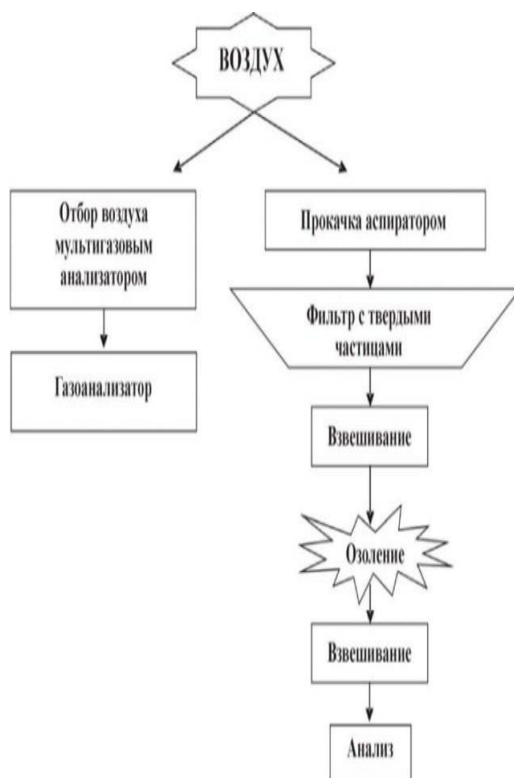 ВОЗДУХ
Отбор воздуха
мультигазовым
анализатором
Газоанализатор
Прокачка аспиратором
Фильтр с твердыми
частицами
Взвешивание
Озоление
Взвешивание
Анализ